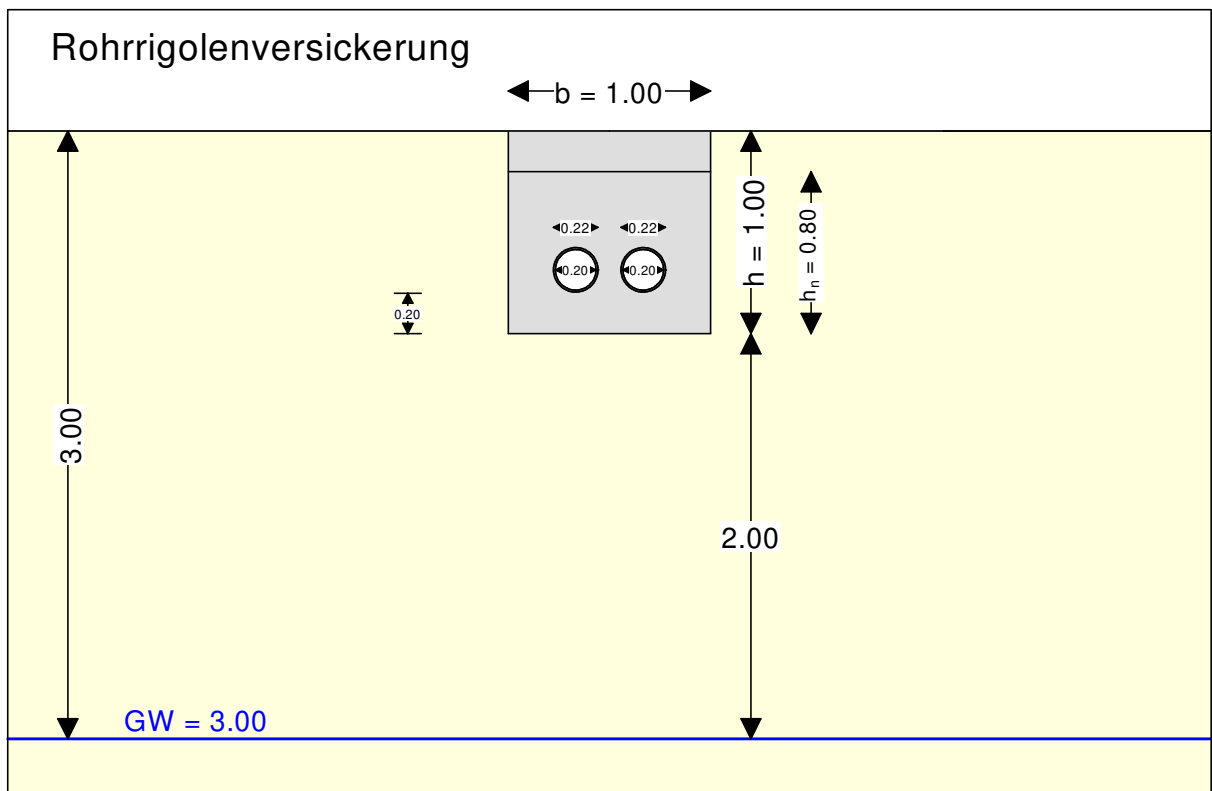 Rohrrigolenversickerung
b = 1.00
0.22 0.22
0.20 0.20
h = 1.00
hₙ = 0.80
0.20
3.00
2.00
GW = 3.00